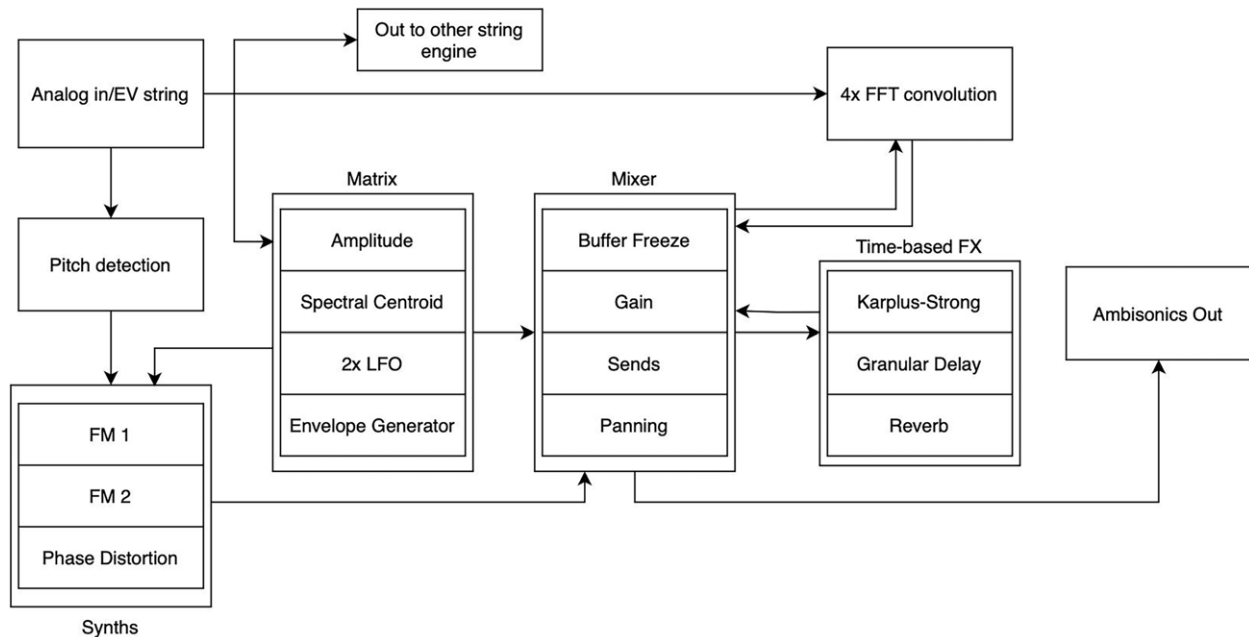 Out to other string
engine
Analog in/EV string
4x FFT convolution
Matrix
Mixer
Amplitude
Buffer Freeze
Pitch detection
Time-based FX
Spectral Centroid
Gain
Karplus-Strong
Ambisonics Out
2x LFO
Sends
Granular Delay
Envelope Generator
Panning
Reverb
FM 1
FM 2
Phase Distortion
Synths